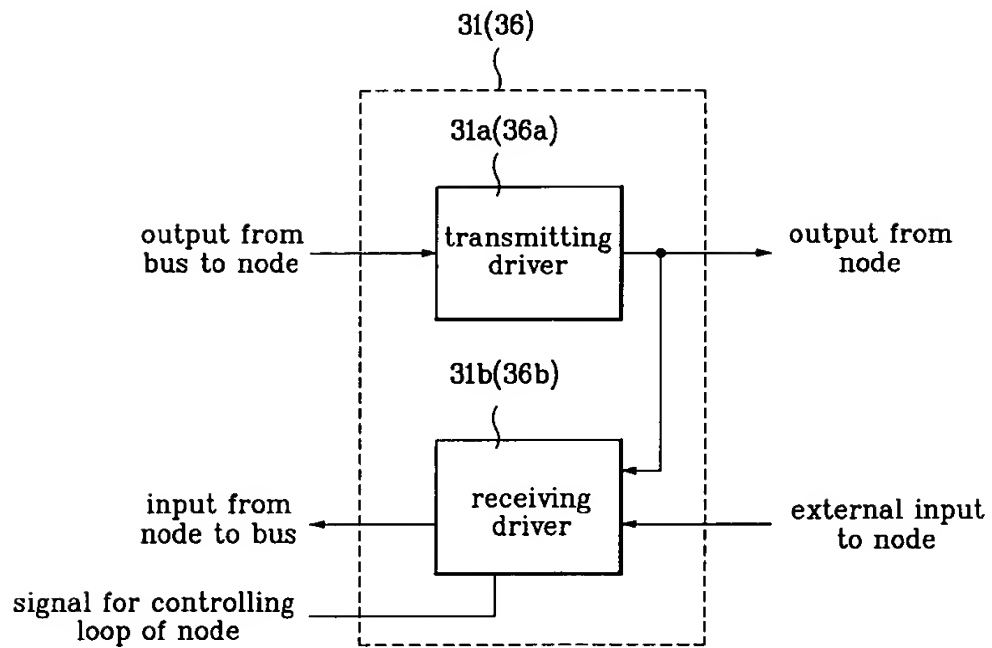 31(36)
31a(36a)
output from
bus to node
transmitting
driver
output from
node
31b(36b)
input from
node to bus
receiving
driver
external input
to node
signal for controlling
loop of node